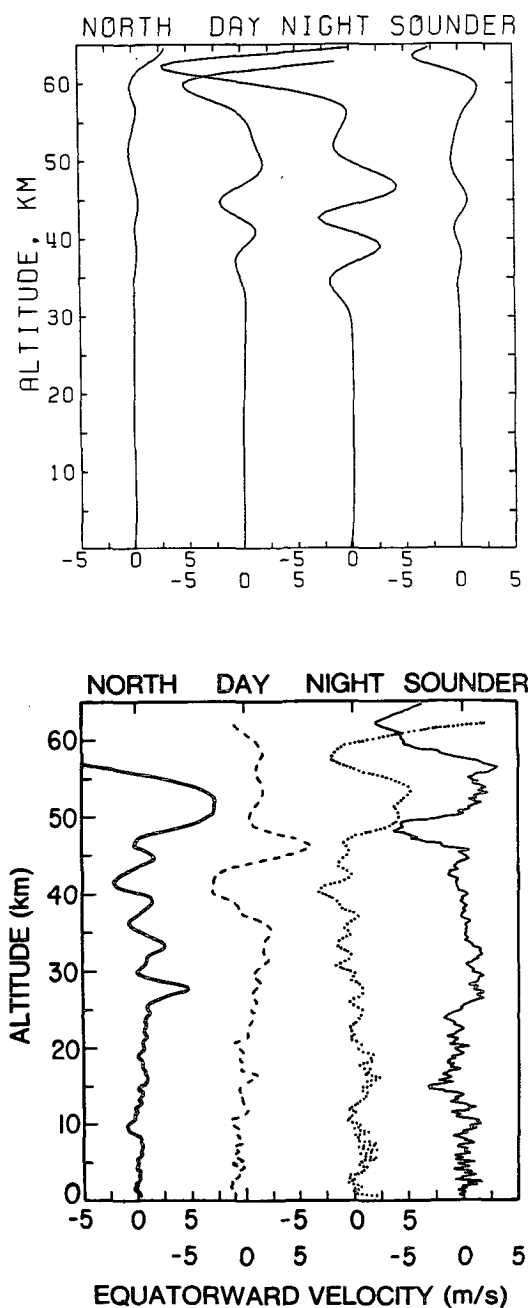 NORTH DAY NIGHT SOUNDER
60
50
40
30
20
10
ALTITUDE, KM
-5 0 5 -5 0 5
-5 0 5 -5 0 5
NORTH DAY NIGHT SOUNDER
60
50
40
30
20
10
0
ALTITUDE (km)
-5 0 5 -5 0 5
-5 0 5 -5 0 5
EQUATORWARD VELOCITY (m/s)